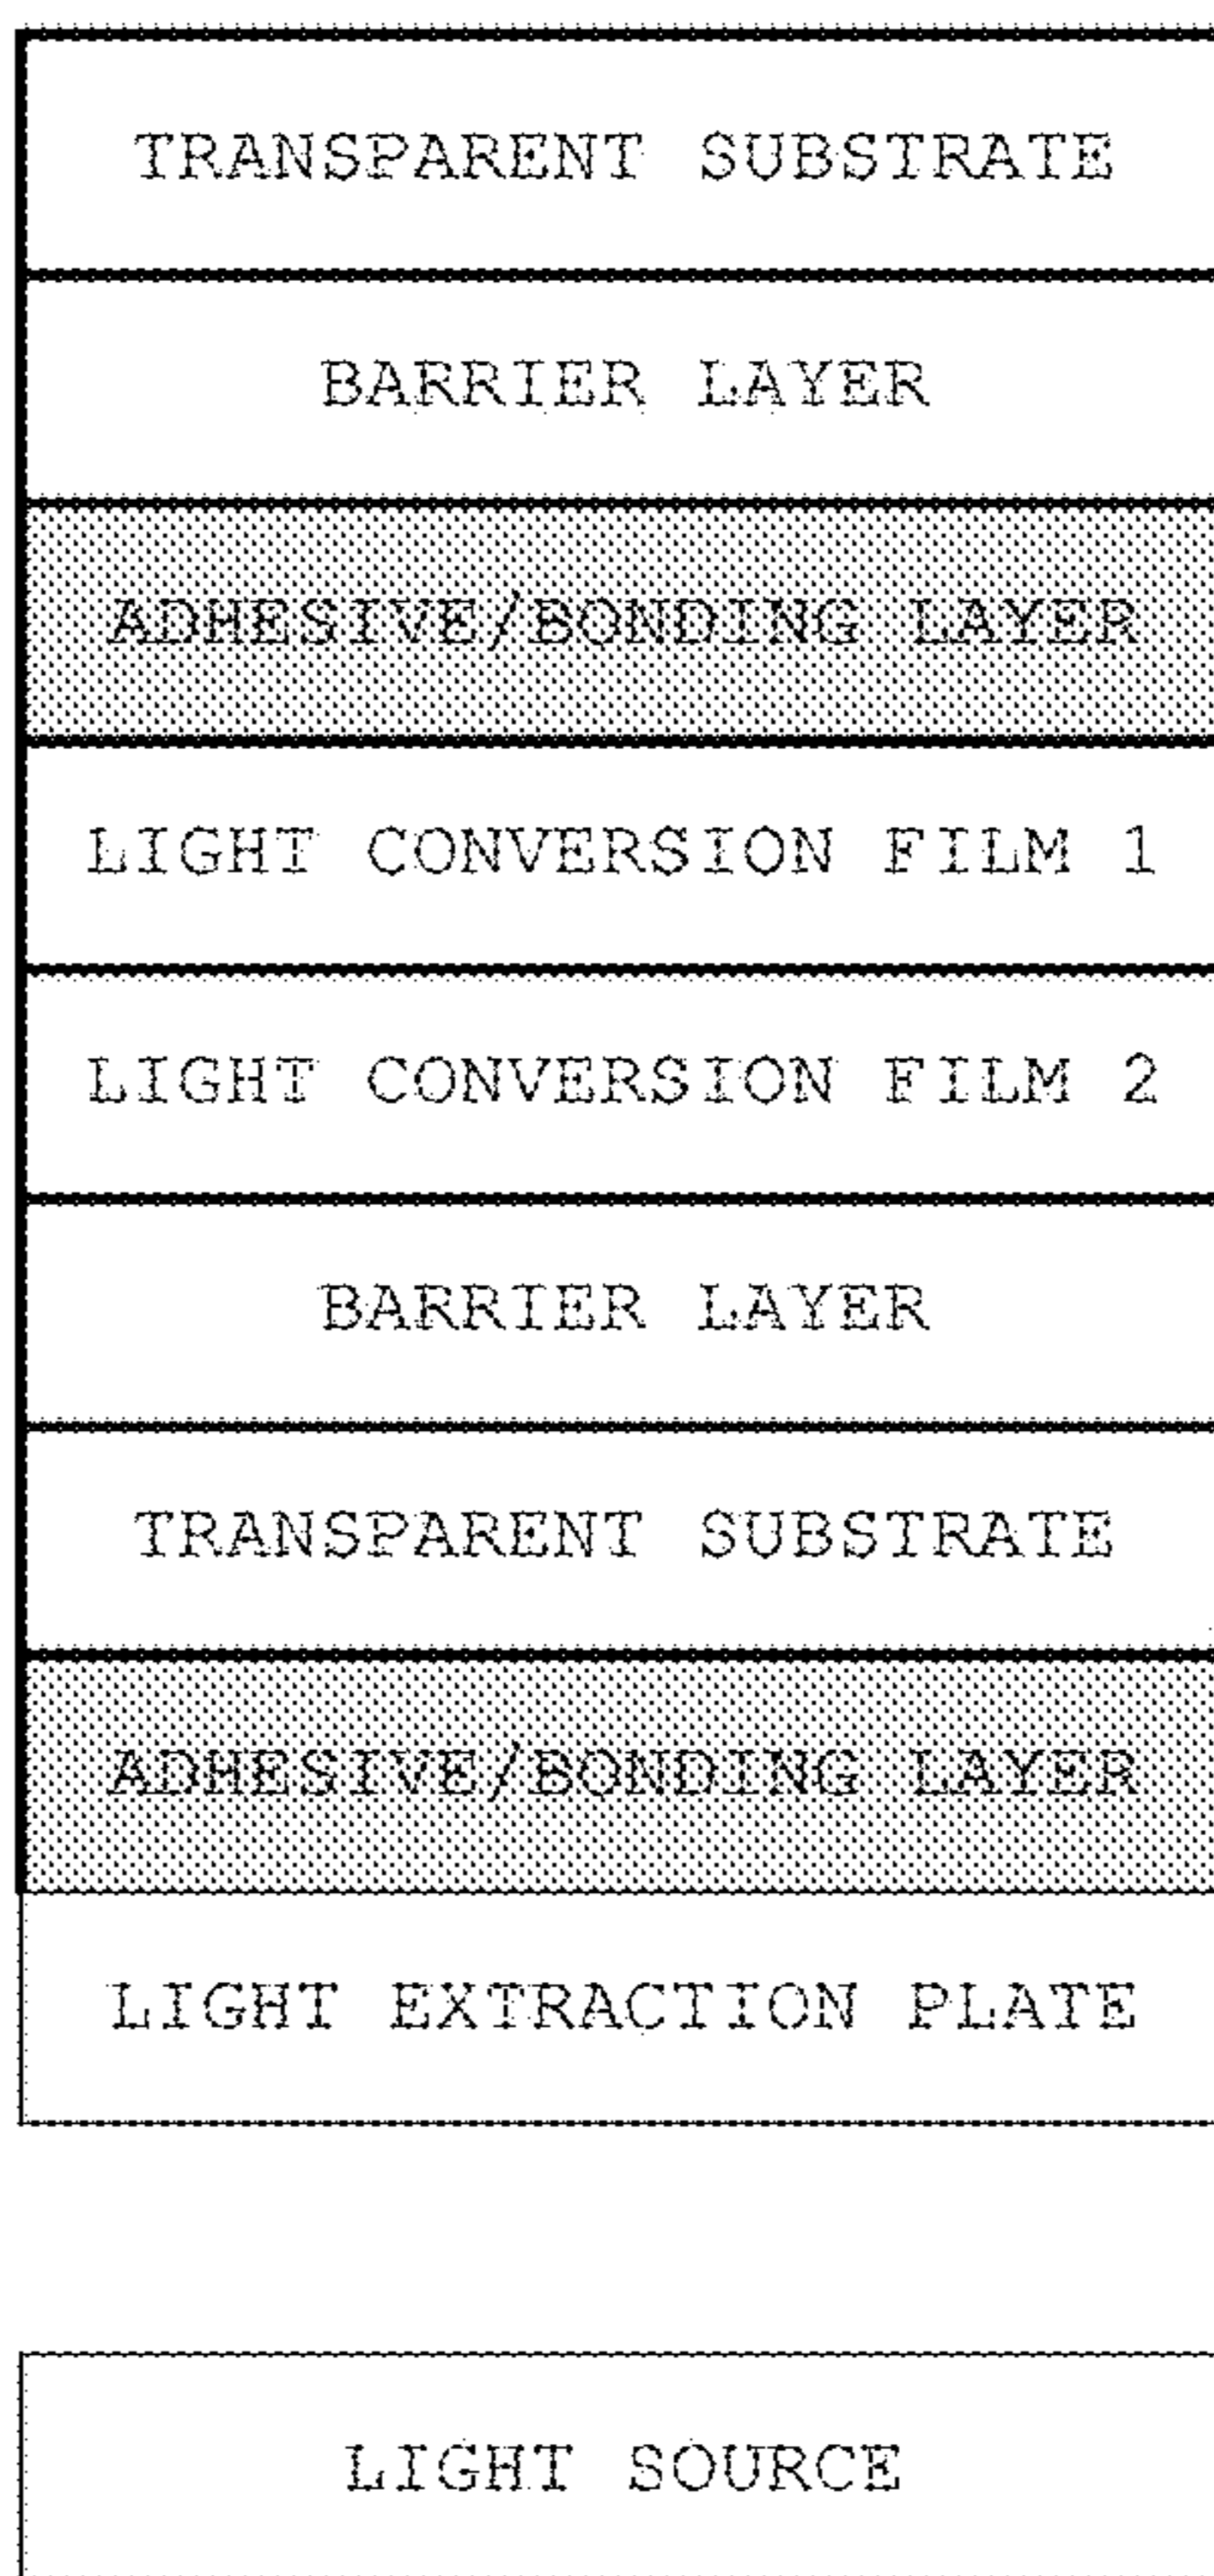 TRANSPARENT SUBSTRATE
BARRIER LAYER
ADHESIVE/BONDING LAYER
LIGHT CONVERSION FILM 1
LIGHT CONVERSION FILM 2
BARRIER LAYER
TRANSPARENT SUBSTRATE
ADHESIVE/BONDING LAYER
LIGHT EXTRACTION PLATE
LIGHT SOURCE